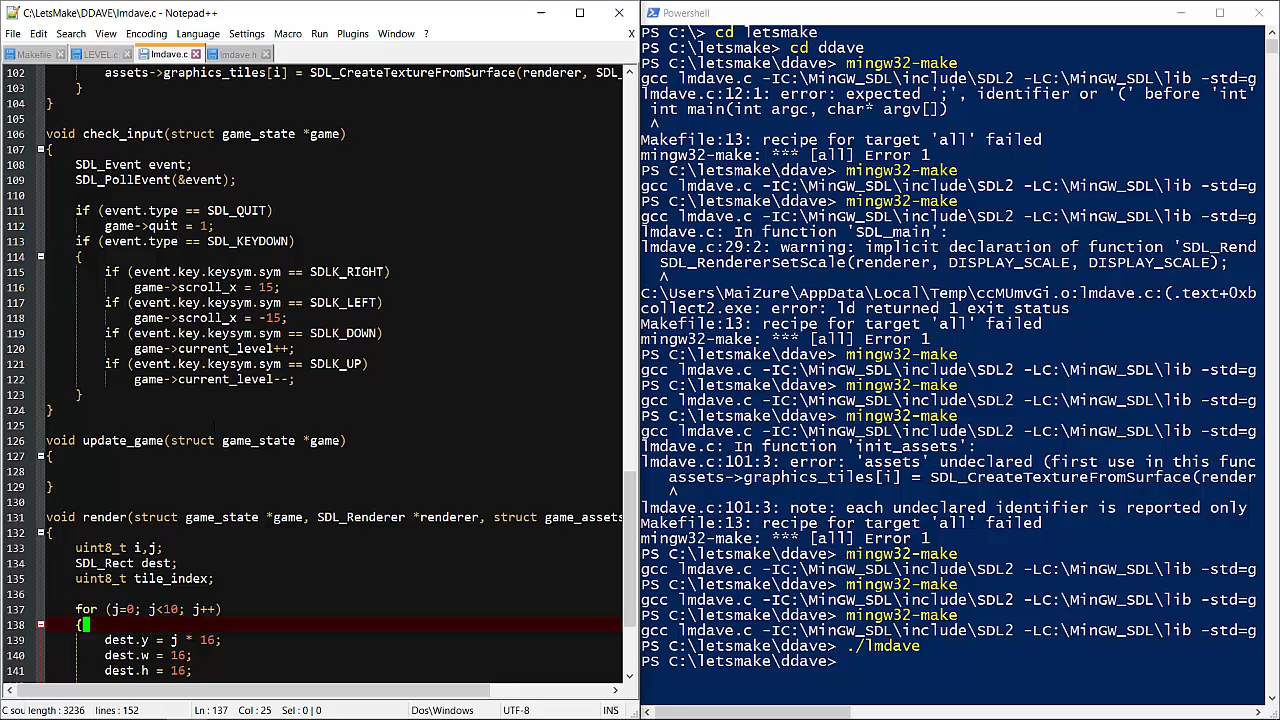 C:\LetsMake\DDAVE\lmdave.c - Notepad++
File Edit Search View Encoding Language Settings Macro Run Plugins Window ? X
Makefile LEVEL.c lmdave.c lmdave.h
102 assets->graphics_tiles[i] = SDL_CreateTextureFromSurface(renderer, SDL_
103 }
104 }
105
106 void check_input(struct game_state *game)
107 {
108 SDL_Event event;
109 SDL_PollEvent(&event);
110
111 if (event.type == SDL_QUIT)
112 game->quit = 1;
113 if (event.type == SDL_KEYDOWN)
114 {
115 if (event.key.keysym.sym == SDLK_RIGHT)
116 game->scroll_x = 15;
117 if (event.key.keysym.sym == SDLK_LEFT)
118 game->scroll_x = -15;
119 if (event.key.keysym.sym == SDLK_DOWN)
120 game->current_level++;
121 if (event.key.keysym.sym == SDLK_UP)
122 game->current_level--;
123 }
124 }
125
126 void update_game(struct game_state *game)
127 {
128
129 }
130
131 void render(struct game_state *game, SDL_Renderer *renderer, struct game_assets
132 {
133 uint8_t i,j;
134 SDL_Rect dest;
135 uint8_t tile_index;
136
137 for (j=0; j<10; j++)
138 {
139 dest.y = j * 16;
140 dest.w = 16;
141 dest.h = 16;
C sou length : 3236 lines : 152 Ln : 137 Col : 25 Sel : 0 | 0 Dos\Windows UTF-8 INS
Powershell
PS C:\> cd letsmake
PS C:\letsmake> cd ddave
PS C:\letsmake\ddave> mingw32-make
gcc lmdave.c -IC:\MinGW_SDL\include\SDL2 -LC:\MinGW_SDL\lib -std=g
lmdave.c:12:1: error: expected ';', identifier or '(' before 'int'
int main(int argc, char* argv[])
^
Makefile:13: recipe for target 'all' failed
mingw32-make: *** [all] Error 1
PS C:\letsmake\ddave> mingw32-make
gcc lmdave.c -IC:\MinGW_SDL\include\SDL2 -LC:\MinGW_SDL\lib -std=g
PS C:\letsmake\ddave> mingw32-make
gcc lmdave.c -IC:\MinGW_SDL\include\SDL2 -LC:\MinGW_SDL\lib -std=g
lmdave.c: In function 'SDL_main':
lmdave.c:29:2: warning: implicit declaration of function 'SDL_Rend
SDL_RendererSetScale(renderer, DISPLAY_SCALE, DISPLAY_SCALE);
^
C:\Users\MaiZure\AppData\Local\Temp\ccMUmvGi.o:lmdave.c:(.text+0xb
collect2.exe: error: ld returned 1 exit status
Makefile:13: recipe for target 'all' failed
mingw32-make: *** [all] Error 1
PS C:\letsmake\ddave> mingw32-make
gcc lmdave.c -IC:\MinGW_SDL\include\SDL2 -LC:\MinGW_SDL\lib -std=g
PS C:\letsmake\ddave> mingw32-make
gcc lmdave.c -IC:\MinGW_SDL\include\SDL2 -LC:\MinGW_SDL\lib -std=g
PS C:\letsmake\ddave> mingw32-make
gcc lmdave.c -IC:\MinGW_SDL\include\SDL2 -LC:\MinGW_SDL\lib -std=g
lmdave.c: In function 'init_assets':
lmdave.c:101:3: error: 'assets' undeclared (first use in this func
assets->graphics_tiles[i] = SDL_CreateTextureFromSurface(render
^
lmdave.c:101:3: note: each undeclared identifier is reported only
Makefile:13: recipe for target 'all' failed
mingw32-make: *** [all] Error 1
PS C:\letsmake\ddave> mingw32-make
gcc lmdave.c -IC:\MinGW_SDL\include\SDL2 -LC:\MinGW_SDL\lib -std=g
PS C:\letsmake\ddave> mingw32-make
gcc lmdave.c -IC:\MinGW_SDL\include\SDL2 -LC:\MinGW_SDL\lib -std=g
PS C:\letsmake\ddave> mingw32-make
gcc lmdave.c -IC:\MinGW_SDL\include\SDL2 -LC:\MinGW_SDL\lib -std=g
PS C:\letsmake\ddave> ./lmdave
PS C:\letsmake\ddave>